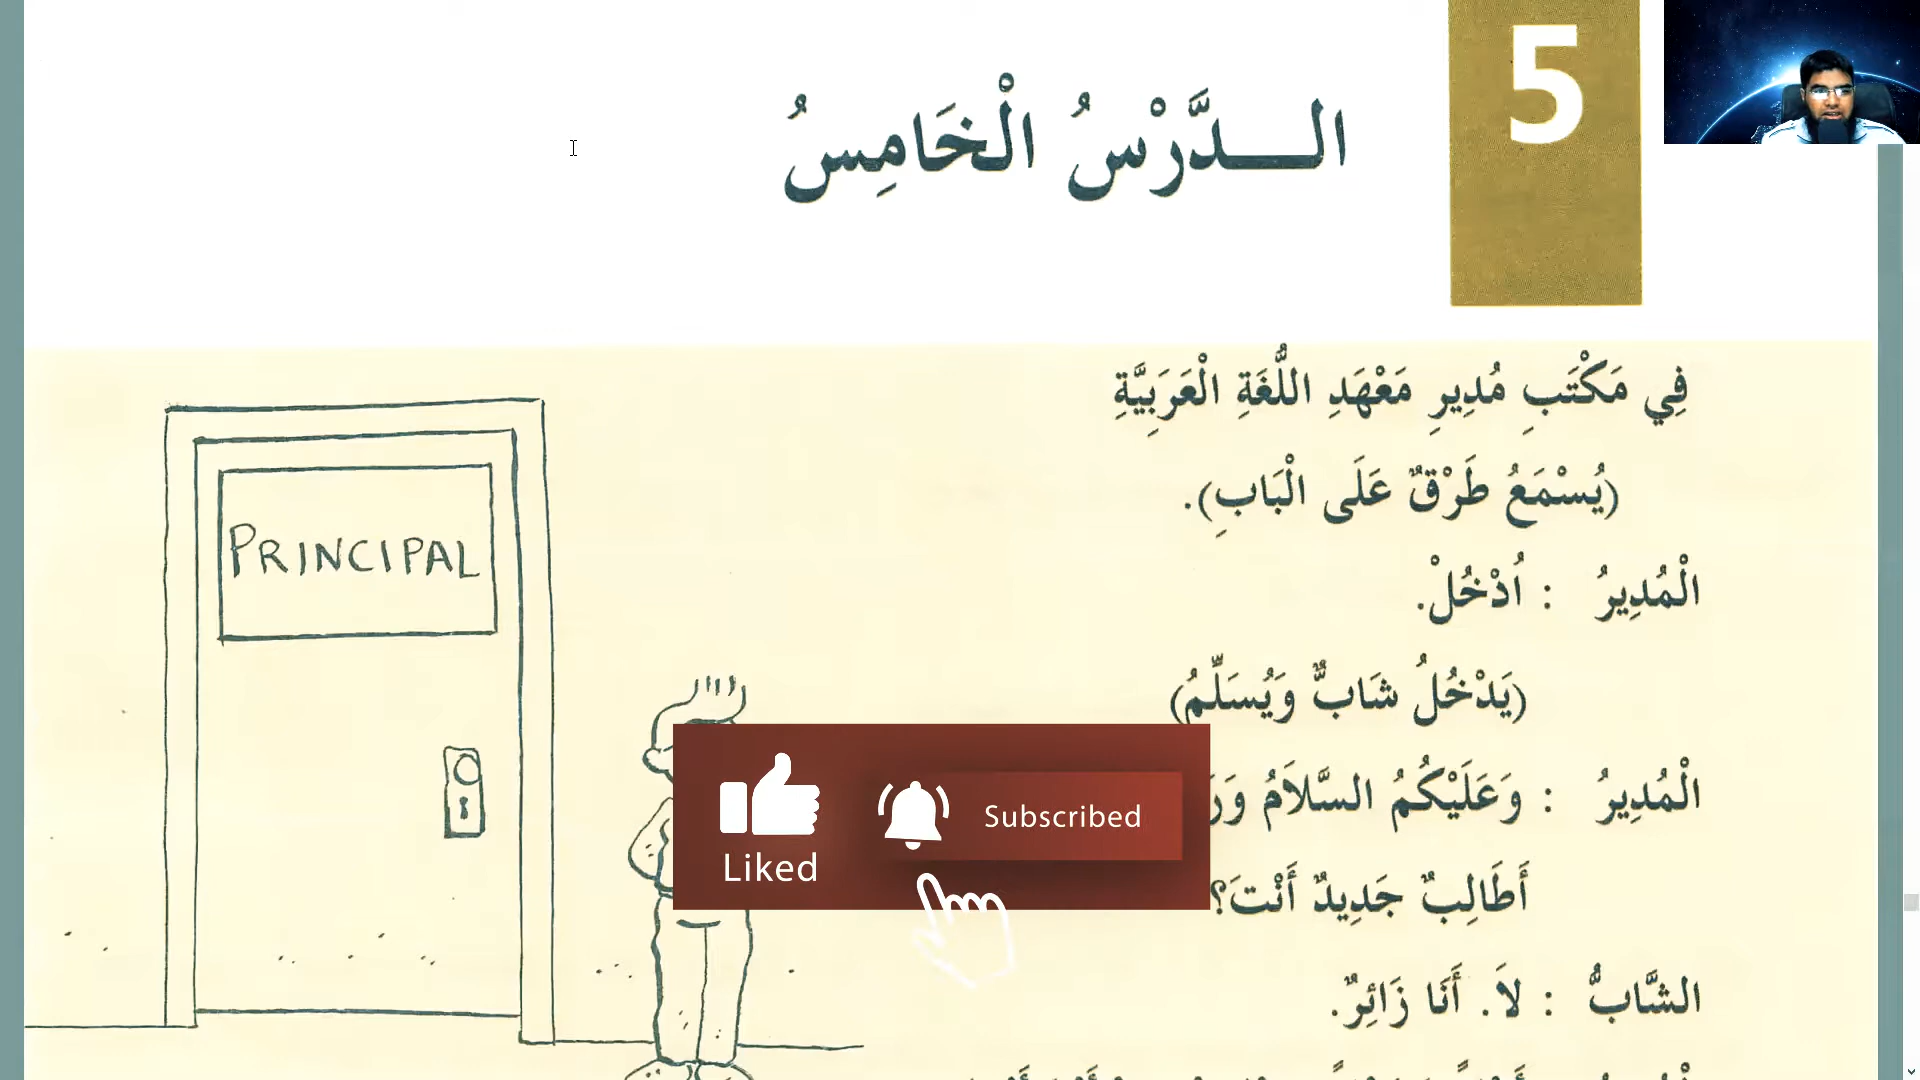 5
الـــدَّرْسُ الْخَامِسُ
فِي مَكْتَبِ مُدِيرِ مَعْهَدِ اللُّغَةِ الْعَرَبِيَّةِ
(يُسْمَعُ طَرْقٌ عَلَى الْبَابِ).
الْمُدِيرُ : اُدْخُلْ.
(يَدْخُلُ شَابٌّ وَيُسَلِّمُ)
الْمُدِيرُ : وَعَلَيْكُمُ السَّلاَمُ
أَطَالِبٌ جَدِيدٌ أَنْتَ؟
الشَّابُّ : لاَ. أَنَا زَائِرٌ.
PRINCIPAL
Liked
Subscribed